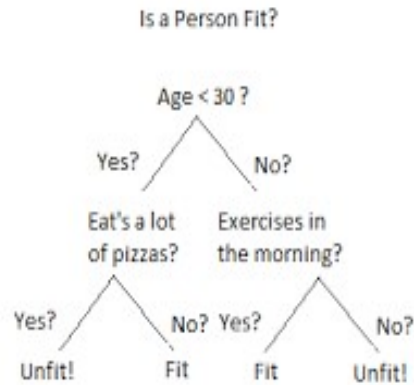 Is a Person Fit?
Age < 30 ?
Yes?
No?
Eat's a lot
of pizzas?
Exercises in
the morning?
Yes?
No?
Yes?
No?
Unfit!
Fit
Fit
Unfit!